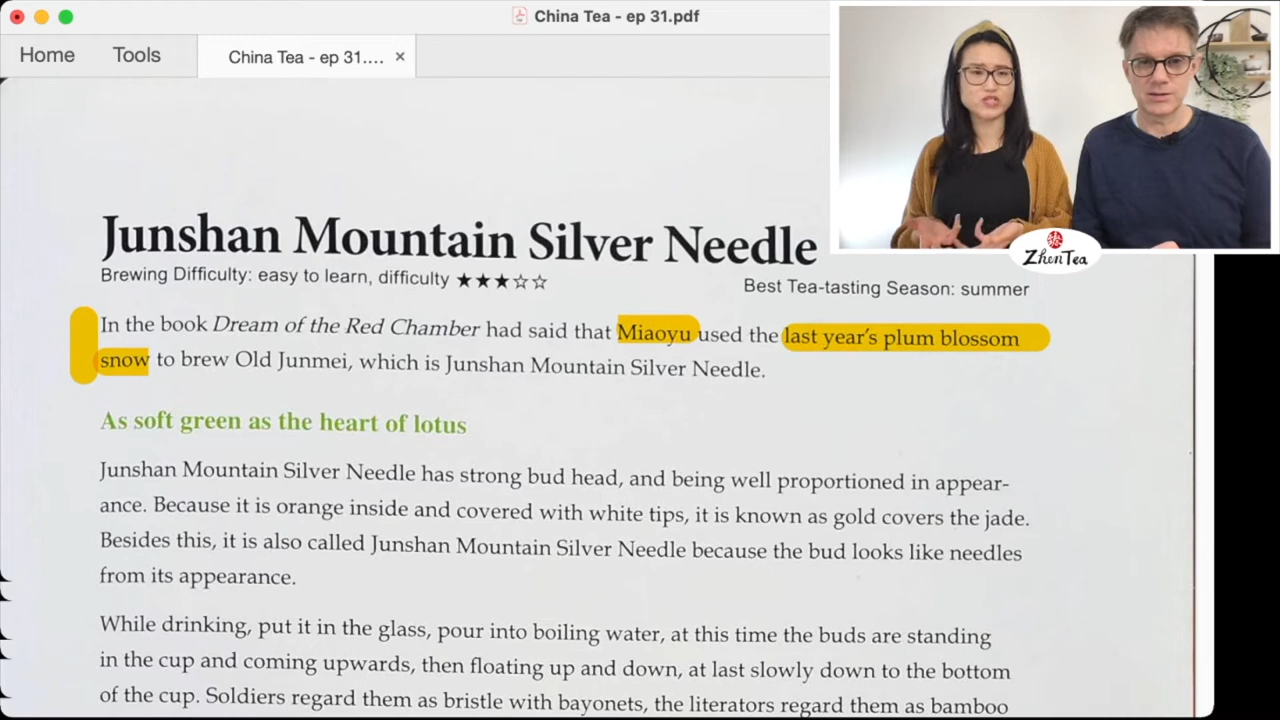 China Tea - ep 31.pdf
Home
Tools
China Tea - ep 31.... ×
ZhenTea
Junshan Mountain Silver Needle
Brewing Difficulty: easy to learn, difficulty ★★★☆☆
Best Tea-tasting Season: summer
In the book Dream of the Red Chamber had said that Miaoyu used the last year's plum blossom
snow to brew Old Junmei, which is Junshan Mountain Silver Needle.
As soft green as the heart of lotus
Junshan Mountain Silver Needle has strong bud head, and being well proportioned in appear-
ance. Because it is orange inside and covered with white tips, it is known as gold covers the jade.
Besides this, it is also called Junshan Mountain Silver Needle because the bud looks like needles
from its appearance.
While drinking, put it in the glass, pour into boiling water, at this time the buds are standing
in the cup and coming upwards, then floating up and down, at last slowly down to the bottom
of the cup. Soldiers regard them as bristle with bayonets, the literators regard them as bamboo